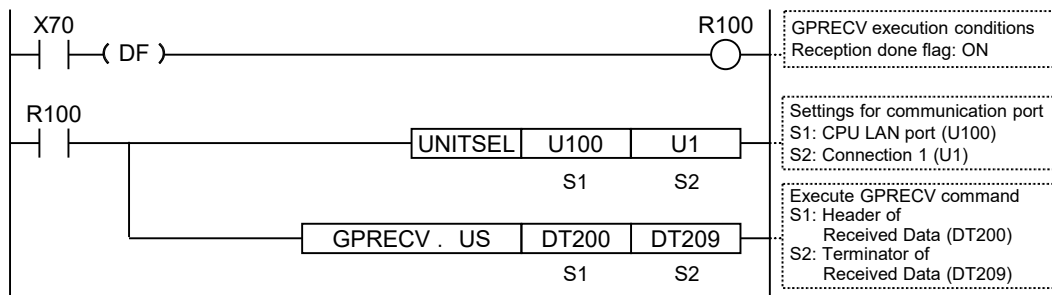 X70
( DF )
R100
GPRECV execution conditions
Reception done flag: ON
R100
UNITSEL U100 U1
S1 S2
Settings for communication port
S1: CPU LAN port (U100)
S2: Connection 1 (U1)
GPRECV . US DT200 DT209
S1 S2
Execute GPRECV command
S1: Header of
Received Data (DT200)
S2: Terminator of
Received Data (DT209)